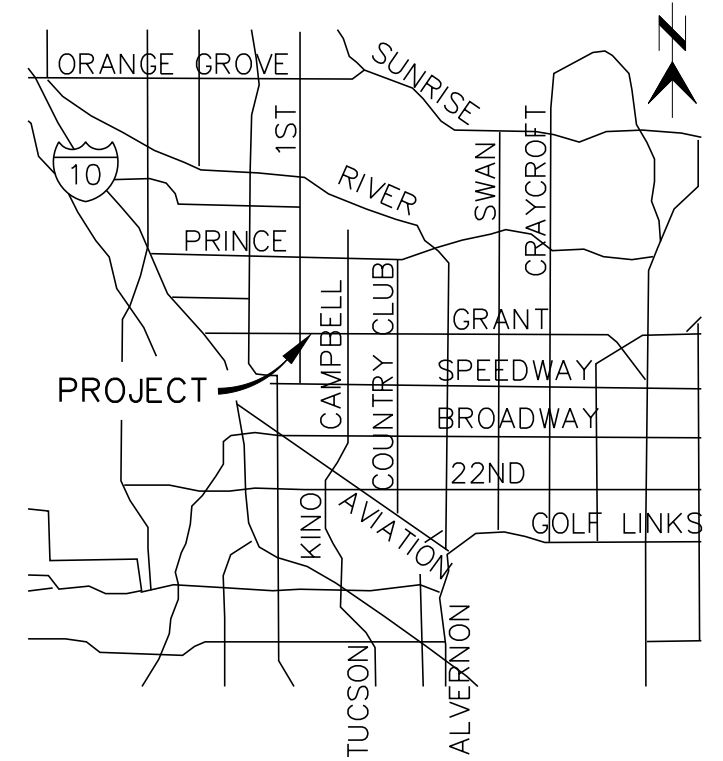 N
ORANGE GROVE
SUNRISE
1ST
10
SWAN
CRAYCROFT
RIVER
PRINCE
CAMPBELL
COUNTRY CLUB
GRANT
PROJECT
SPEEDWAY
BROADWAY
22ND
KINO
AVIATION
GOLF LINKS
TUCSON
ALVERNON